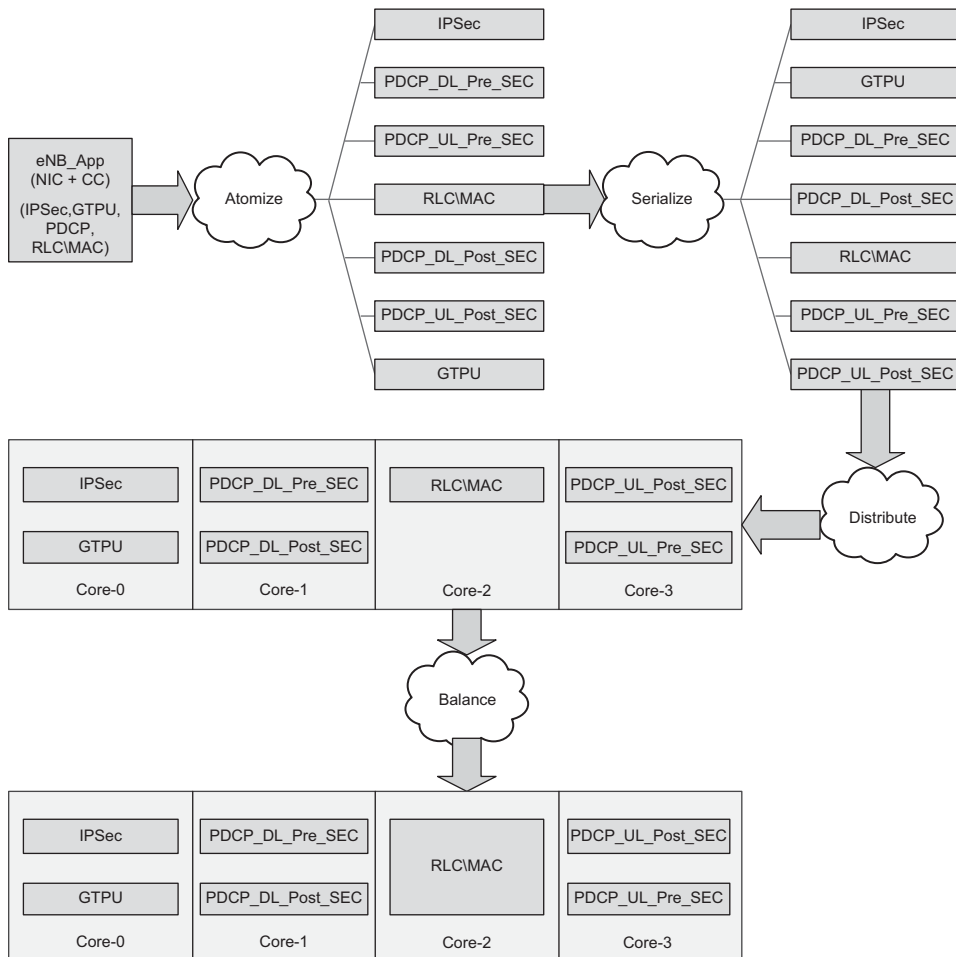 eNB_App
(NIC + CC)
(IPSec,GTPU,
PDCP,
RLC\MAC)
Atomize
IPSec
PDCP_DL_Pre_SEC
PDCP_UL_Pre_SEC
RLC\MAC
PDCP_DL_Post_SEC
PDCP_UL_Post_SEC
GTPU
Serialize
IPSec
GTPU
PDCP_DL_Pre_SEC
PDCP_DL_Post_SEC
RLC\MAC
PDCP_UL_Pre_SEC
PDCP_UL_Post_SEC
Distribute
IPSec
GTPU
Core-0
PDCP_DL_Pre_SEC
PDCP_DL_Post_SEC
Core-1
RLC\MAC
Core-2
PDCP_UL_Post_SEC
PDCP_UL_Pre_SEC
Core-3
Balance
IPSec
GTPU
Core-0
PDCP_DL_Pre_SEC
PDCP_DL_Post_SEC
Core-1
RLC\MAC
Core-2
PDCP_UL_Post_SEC
PDCP_UL_Pre_SEC
Core-3